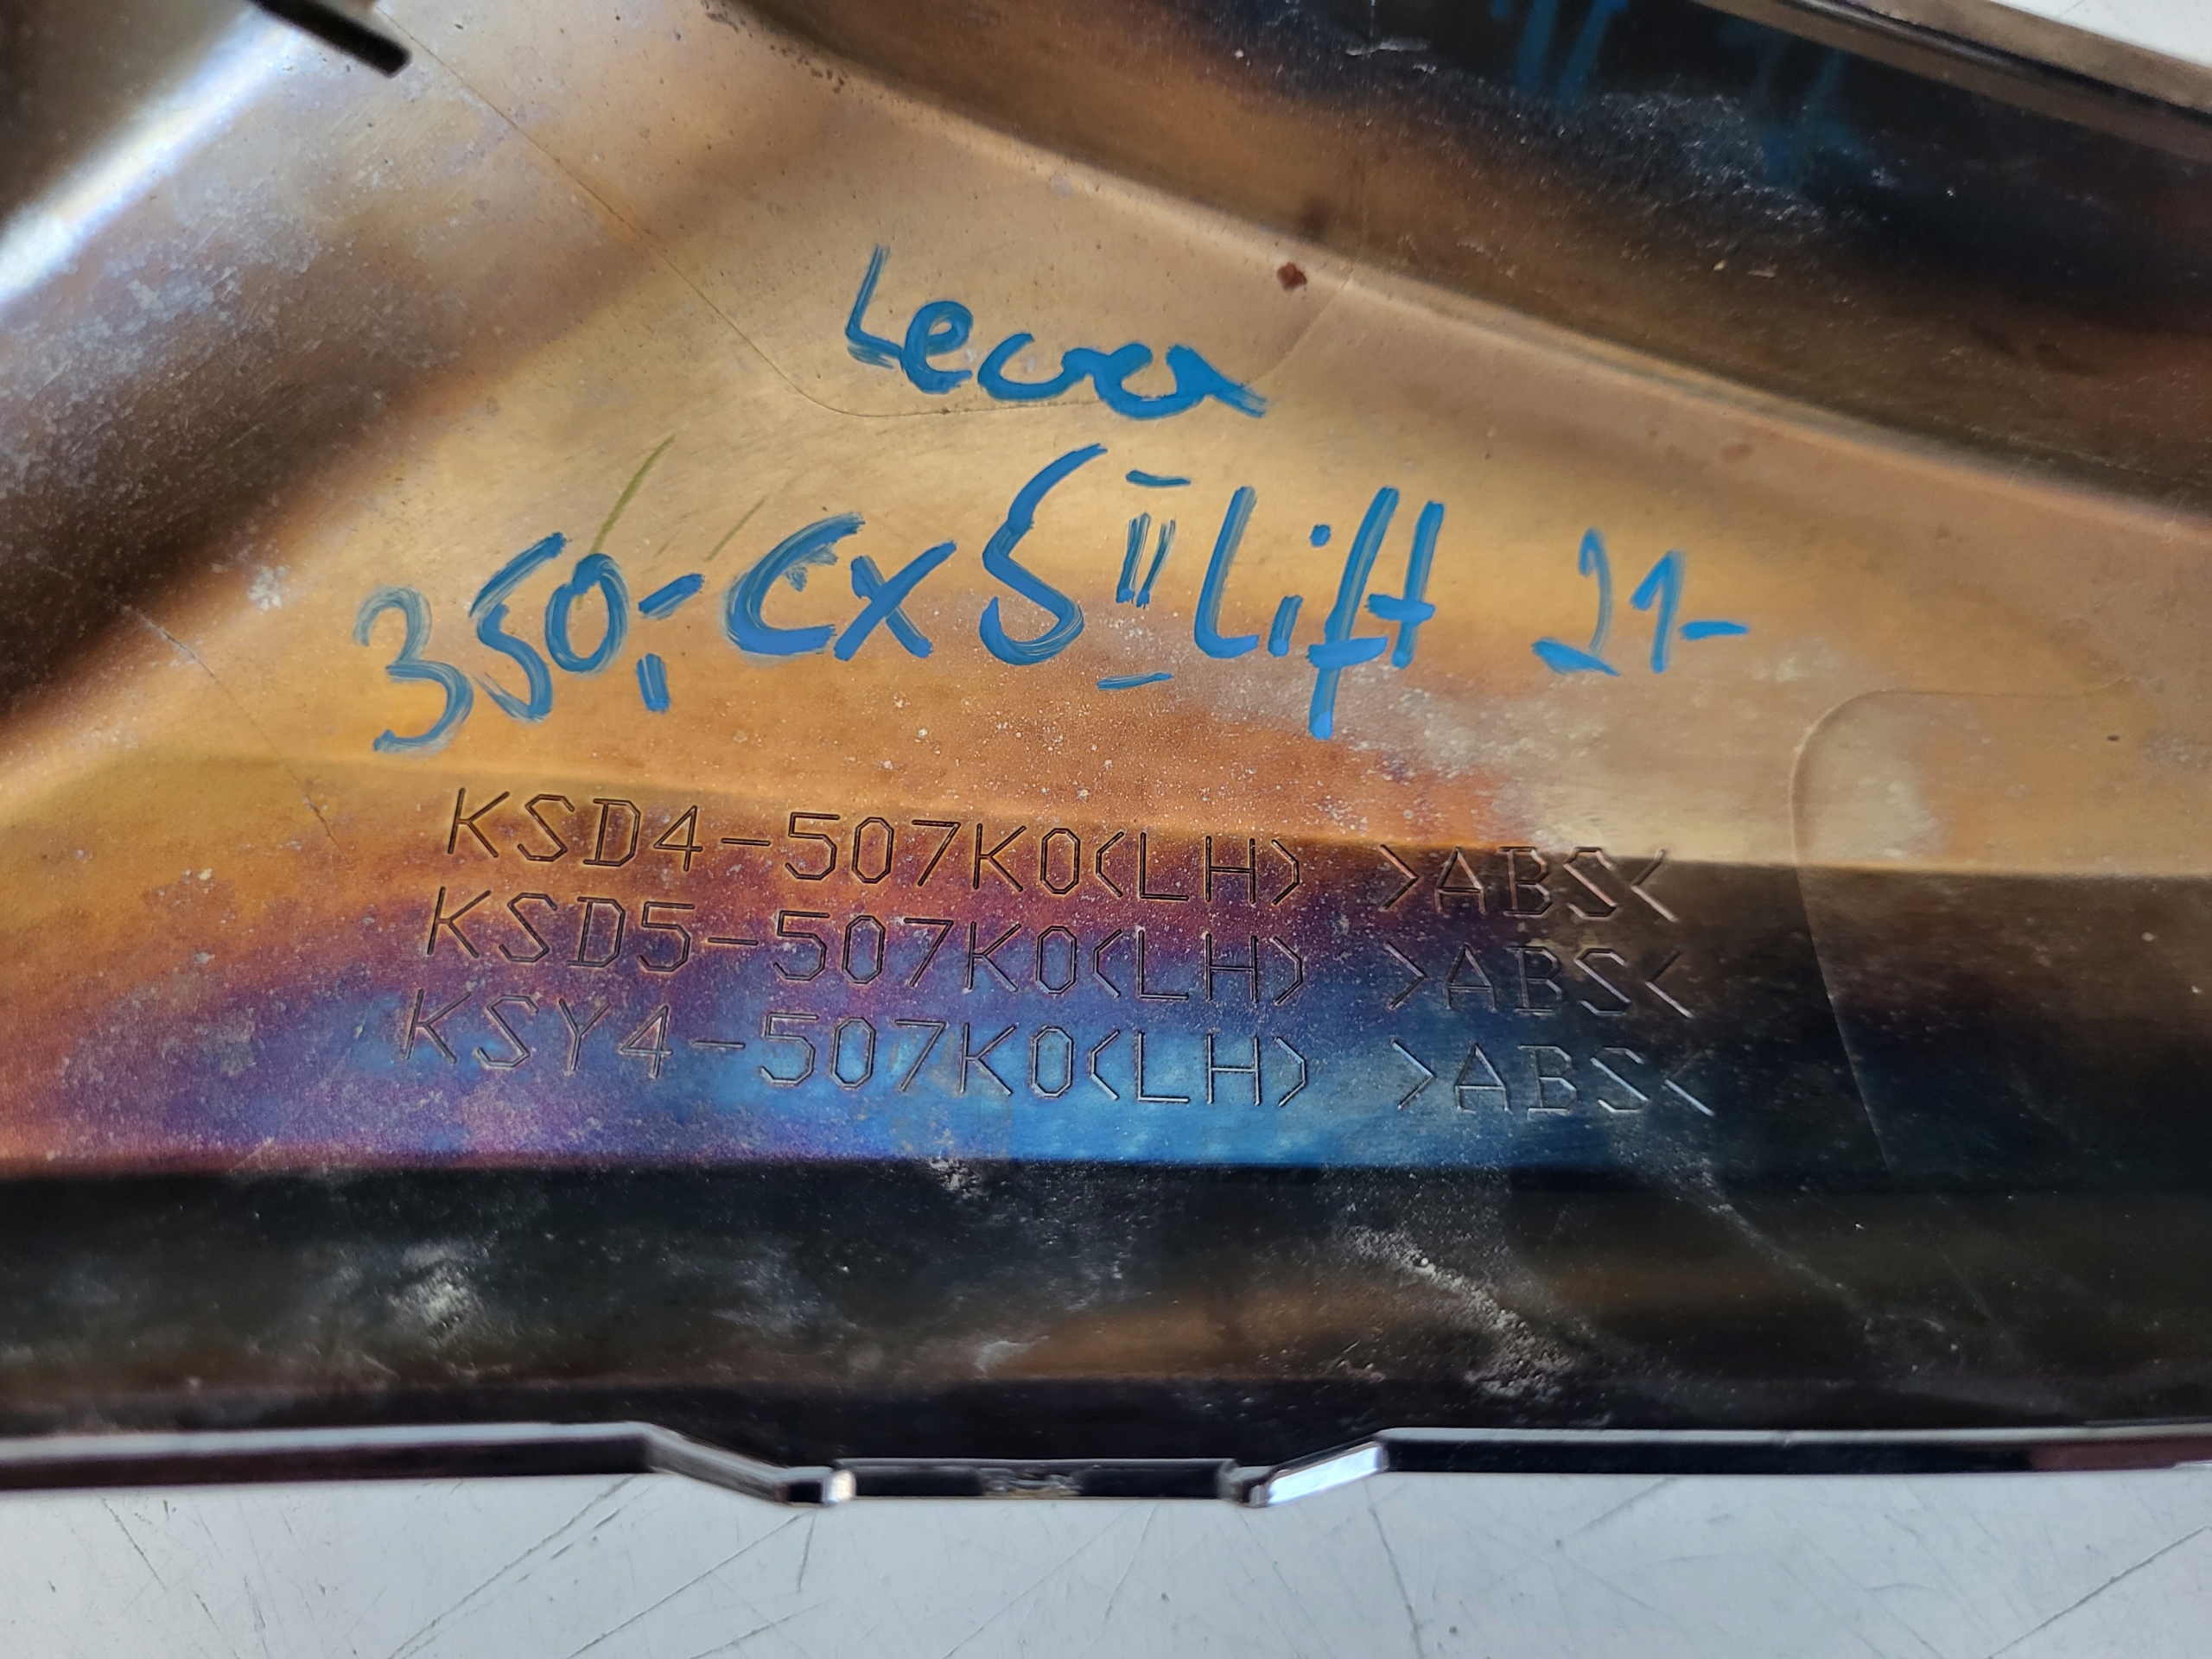 Lewa
350,- CX5 II Lift 21-
KSD4-507K0(LH) >ABS<
KSD5-507K0(LH) >ABS<
KSY4-507K0(LH) >ABS<